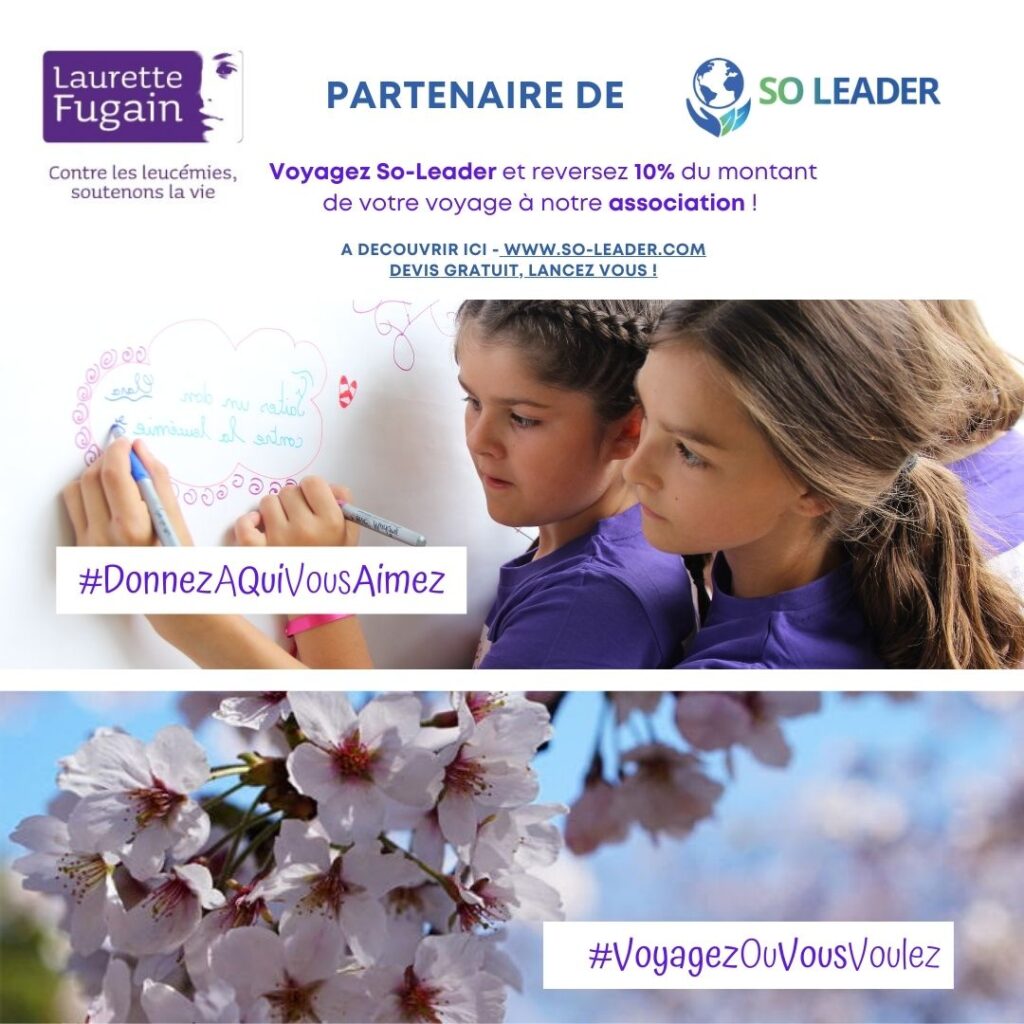 Laurette
Fugain
Contre les leucémies,
soutenons la vie
PARTENAIRE DE
SO LEADER
Voyagez So-Leader et reversez 10% du montant
de votre voyage à notre association !
A DECOUVRIR ICI - WWW.SO-LEADER.COM
DEVIS GRATUIT, LANCEZ VOUS !
Clara
Faites un don
contre la leucémie
#DonnezAQuiVousAimez
#VoyagezOuVousVoulez